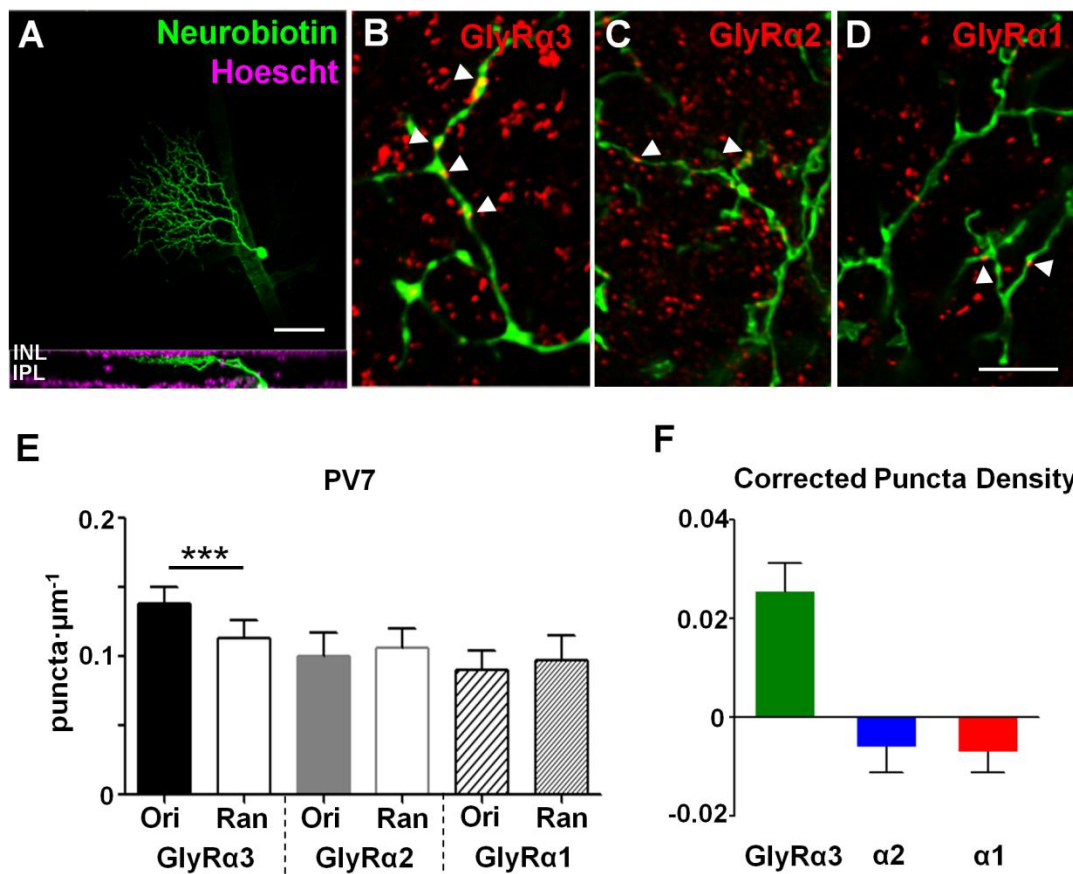 A
Neurobiotin
Hoescht
INL
IPL
B
GlyRα3
C
GlyRα2
D
GlyRα1
E
PV7
puncta·µm-1
0.2
0.1
0
***
Ori Ran Ori Ran Ori Ran
GlyRα3 GlyRα2 GlyRα1
F
Corrected Puncta Density
0.04
0.02
0
-0.02
GlyRα3 α2 α1